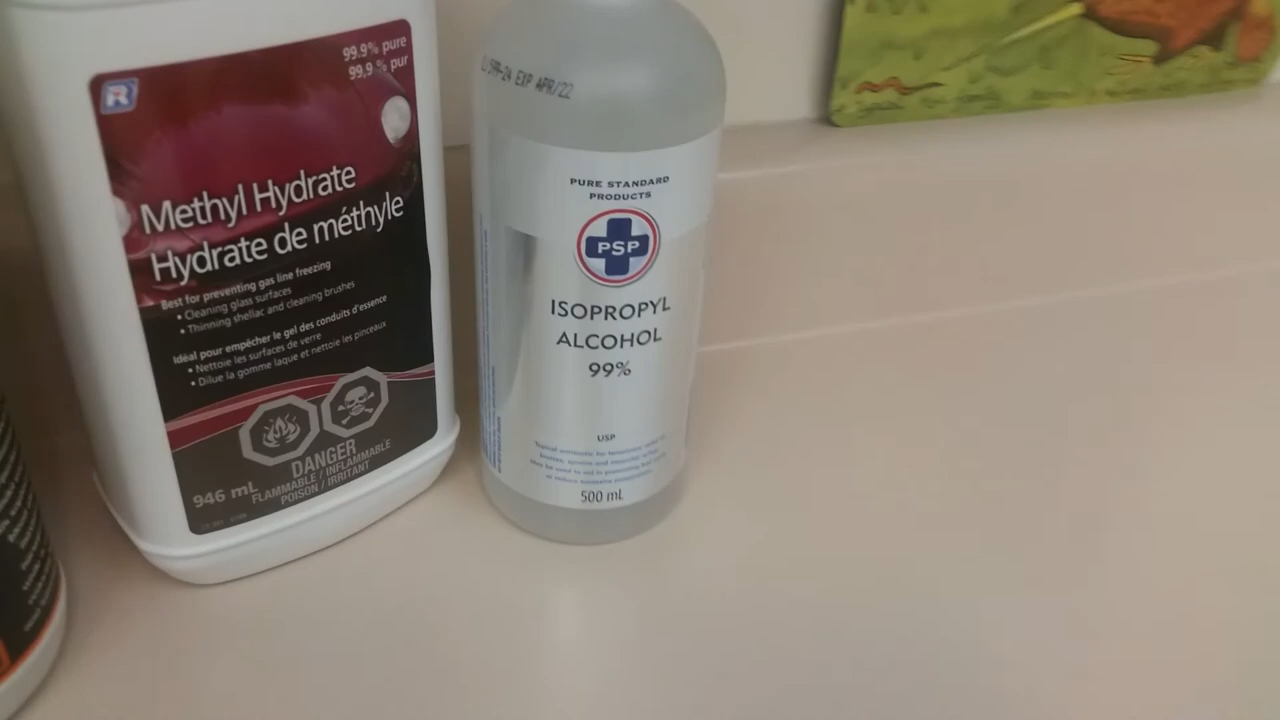 99.9% pure
99,9 % pur
R
Methyl Hydrate
Hydrate de méthyle
Best for preventing gas line freezing
• Cleaning glass surfaces
• Thinning shellac and cleaning brushes
Idéal pour empêcher le gel des conduits d'essence
• Nettoie les surfaces de verre
• Dilue la gomme laque et nettoie les pinceaux
DANGER
946 mL
FLAMMABLE / INFLAMMABLE
POISON / IRRITANT
EXP APR/22
PURE STANDARD
PRODUCTS
PSP
ISOPROPYL
ALCOHOL
99%
USP
500 mL